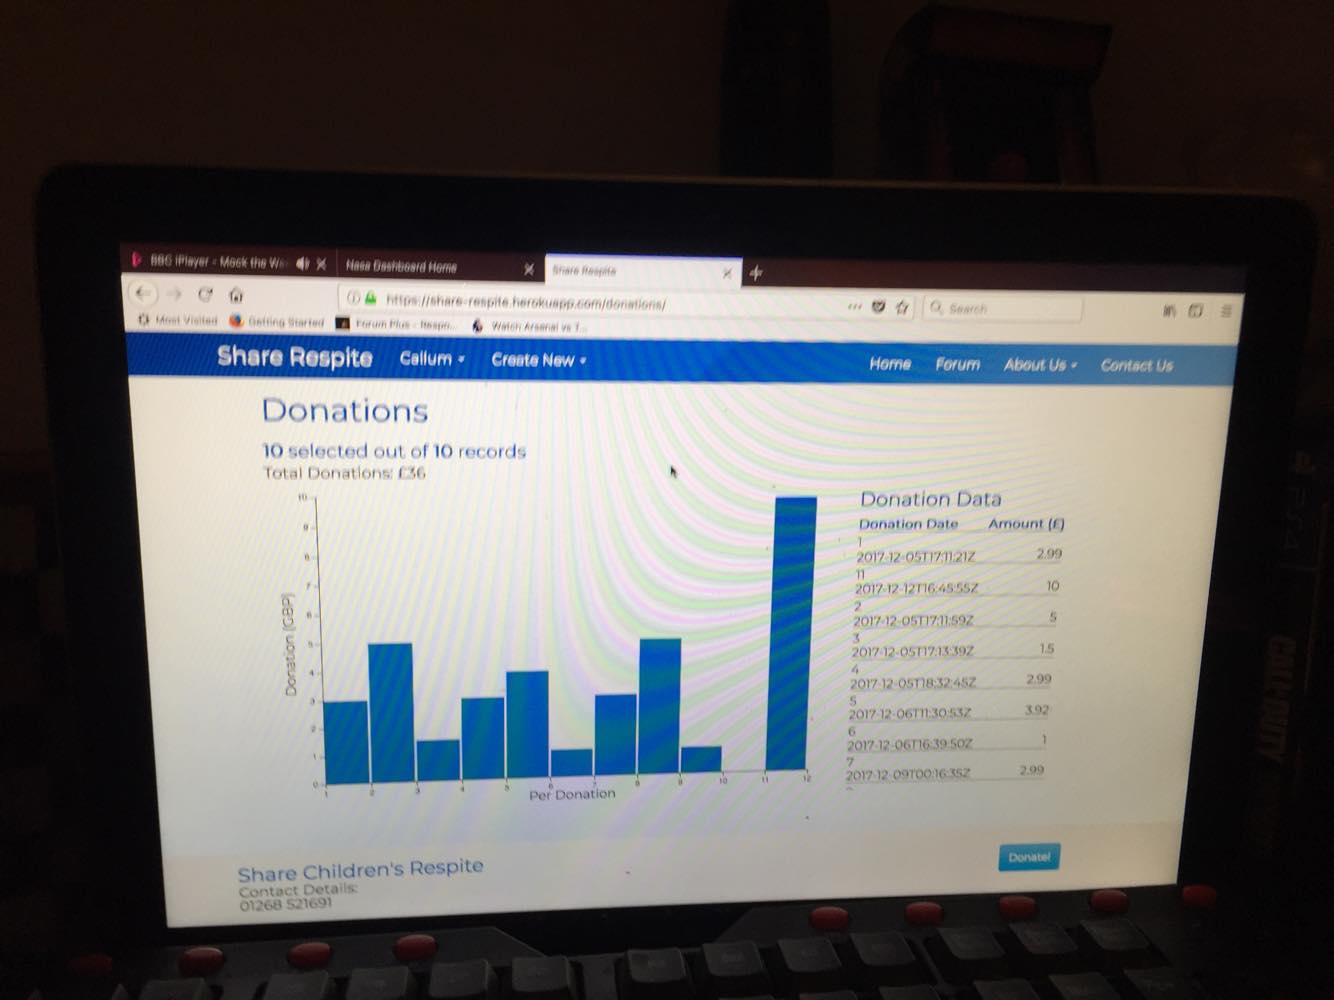 BBC iPlayer - Mock the We
Nasa Dashboard Home
Share Respite
https://share-respite.herokuapp.com/donations/
Search
Most Visited
Getting Started
Forum Plus - Respo...
Watch Arsenal vs T...
Share Respite
Callum
Create New
Home
Forum
About Us
Contact Us
Donations
10 selected out of 10 records
Total Donations: £36
10
9
8
7
6
5
4
3
2
1
0
Donation (GBP)
1 2 3 4 5 6 7 8 9 10 11 12
Per Donation
Donation Data
Donation Date Amount (£)
1
2017-12-05T17:11:21Z 2.99
11
2017-12-12T16:45:55Z 10
2
2017-12-05T17:11:59Z 5
3
2017-12-05T17:13:39Z 1.5
4
2017-12-05T18:32:45Z 2.99
5
2017-12-06T11:30:53Z 3.92
6
2017-12-06T16:39:50Z 1
7
2017-12-09T00:16:35Z 2.99
Share Children's Respite
Contact Details:
01268 521691
Donate!